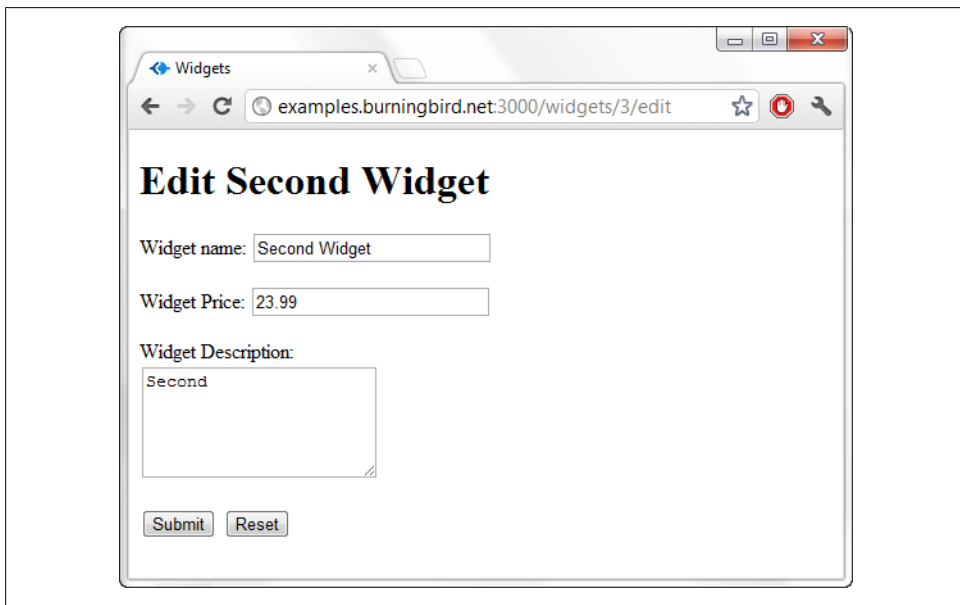 Widgets
examples.burningbird.net:3000/widgets/3/edit
Edit Second Widget
Widget name: Second Widget
Widget Price: 23.99
Widget Description:
Second
Submit Reset